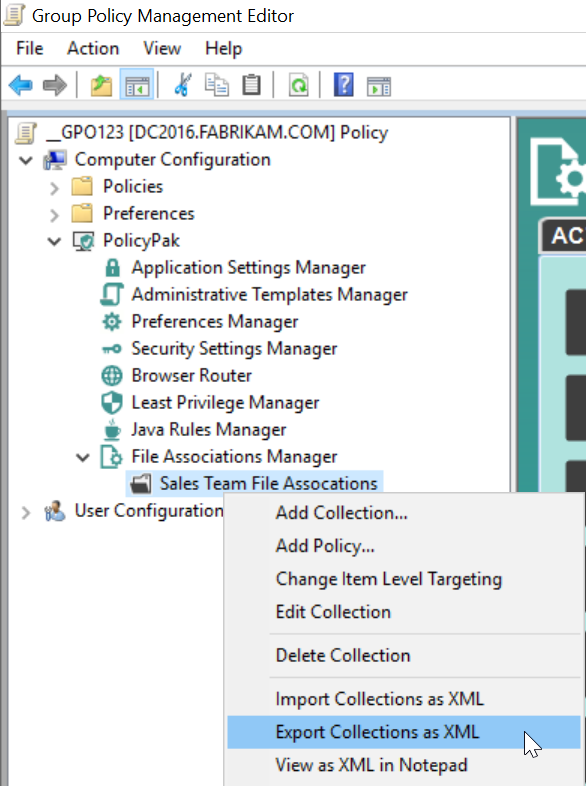 Group Policy Management Editor
File Action View Help
__GPO123 [DC2016.FABRIKAM.COM] Policy
Computer Configuration
Policies
Preferences
PolicyPak
AC
Application Settings Manager
Administrative Templates Manager
Preferences Manager
Security Settings Manager
Browser Router
Least Privilege Manager
Java Rules Manager
File Associations Manager
Sales Team File Assocations
User Configuration
Add Collection...
Add Policy...
Change Item Level Targeting
Edit Collection
Delete Collection
Import Collections as XML
Export Collections as XML
View as XML in Notepad